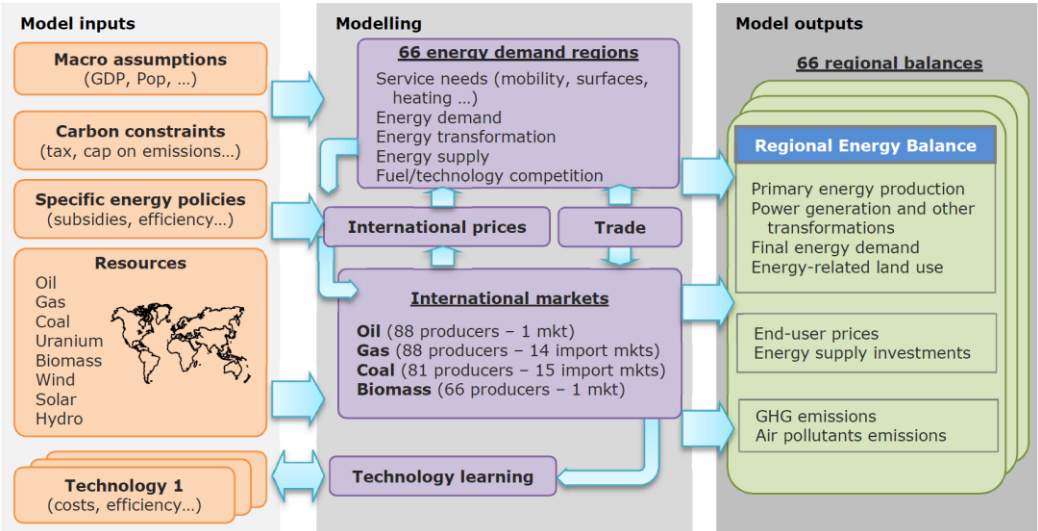 Model inputs
Macro assumptions
(GDP, Pop, ...)
Carbon constraints
(tax, cap on emissions...)
Specific energy policies
(subsidies, efficiency...)
Resources
Oil
Gas
Coal
Uranium
Biomass
Wind
Solar
Hydro
Technology 1
(costs, efficiency...)
Modelling
66 energy demand regions
Service needs (mobility, surfaces,
heating ...)
Energy demand
Energy transformation
Energy supply
Fuel/technology competition
International prices
Trade
International markets
Oil (88 producers – 1 mkt)
Gas (88 producers – 14 import mkts)
Coal (81 producers – 15 import mkts)
Biomass (66 producers – 1 mkt)
Technology learning
Model outputs
66 regional balances
Regional Energy Balance
Primary energy production
Power generation and other
transformations
Final energy demand
Energy-related land use
End-user prices
Energy supply investments
GHG emissions
Air pollutants emissions